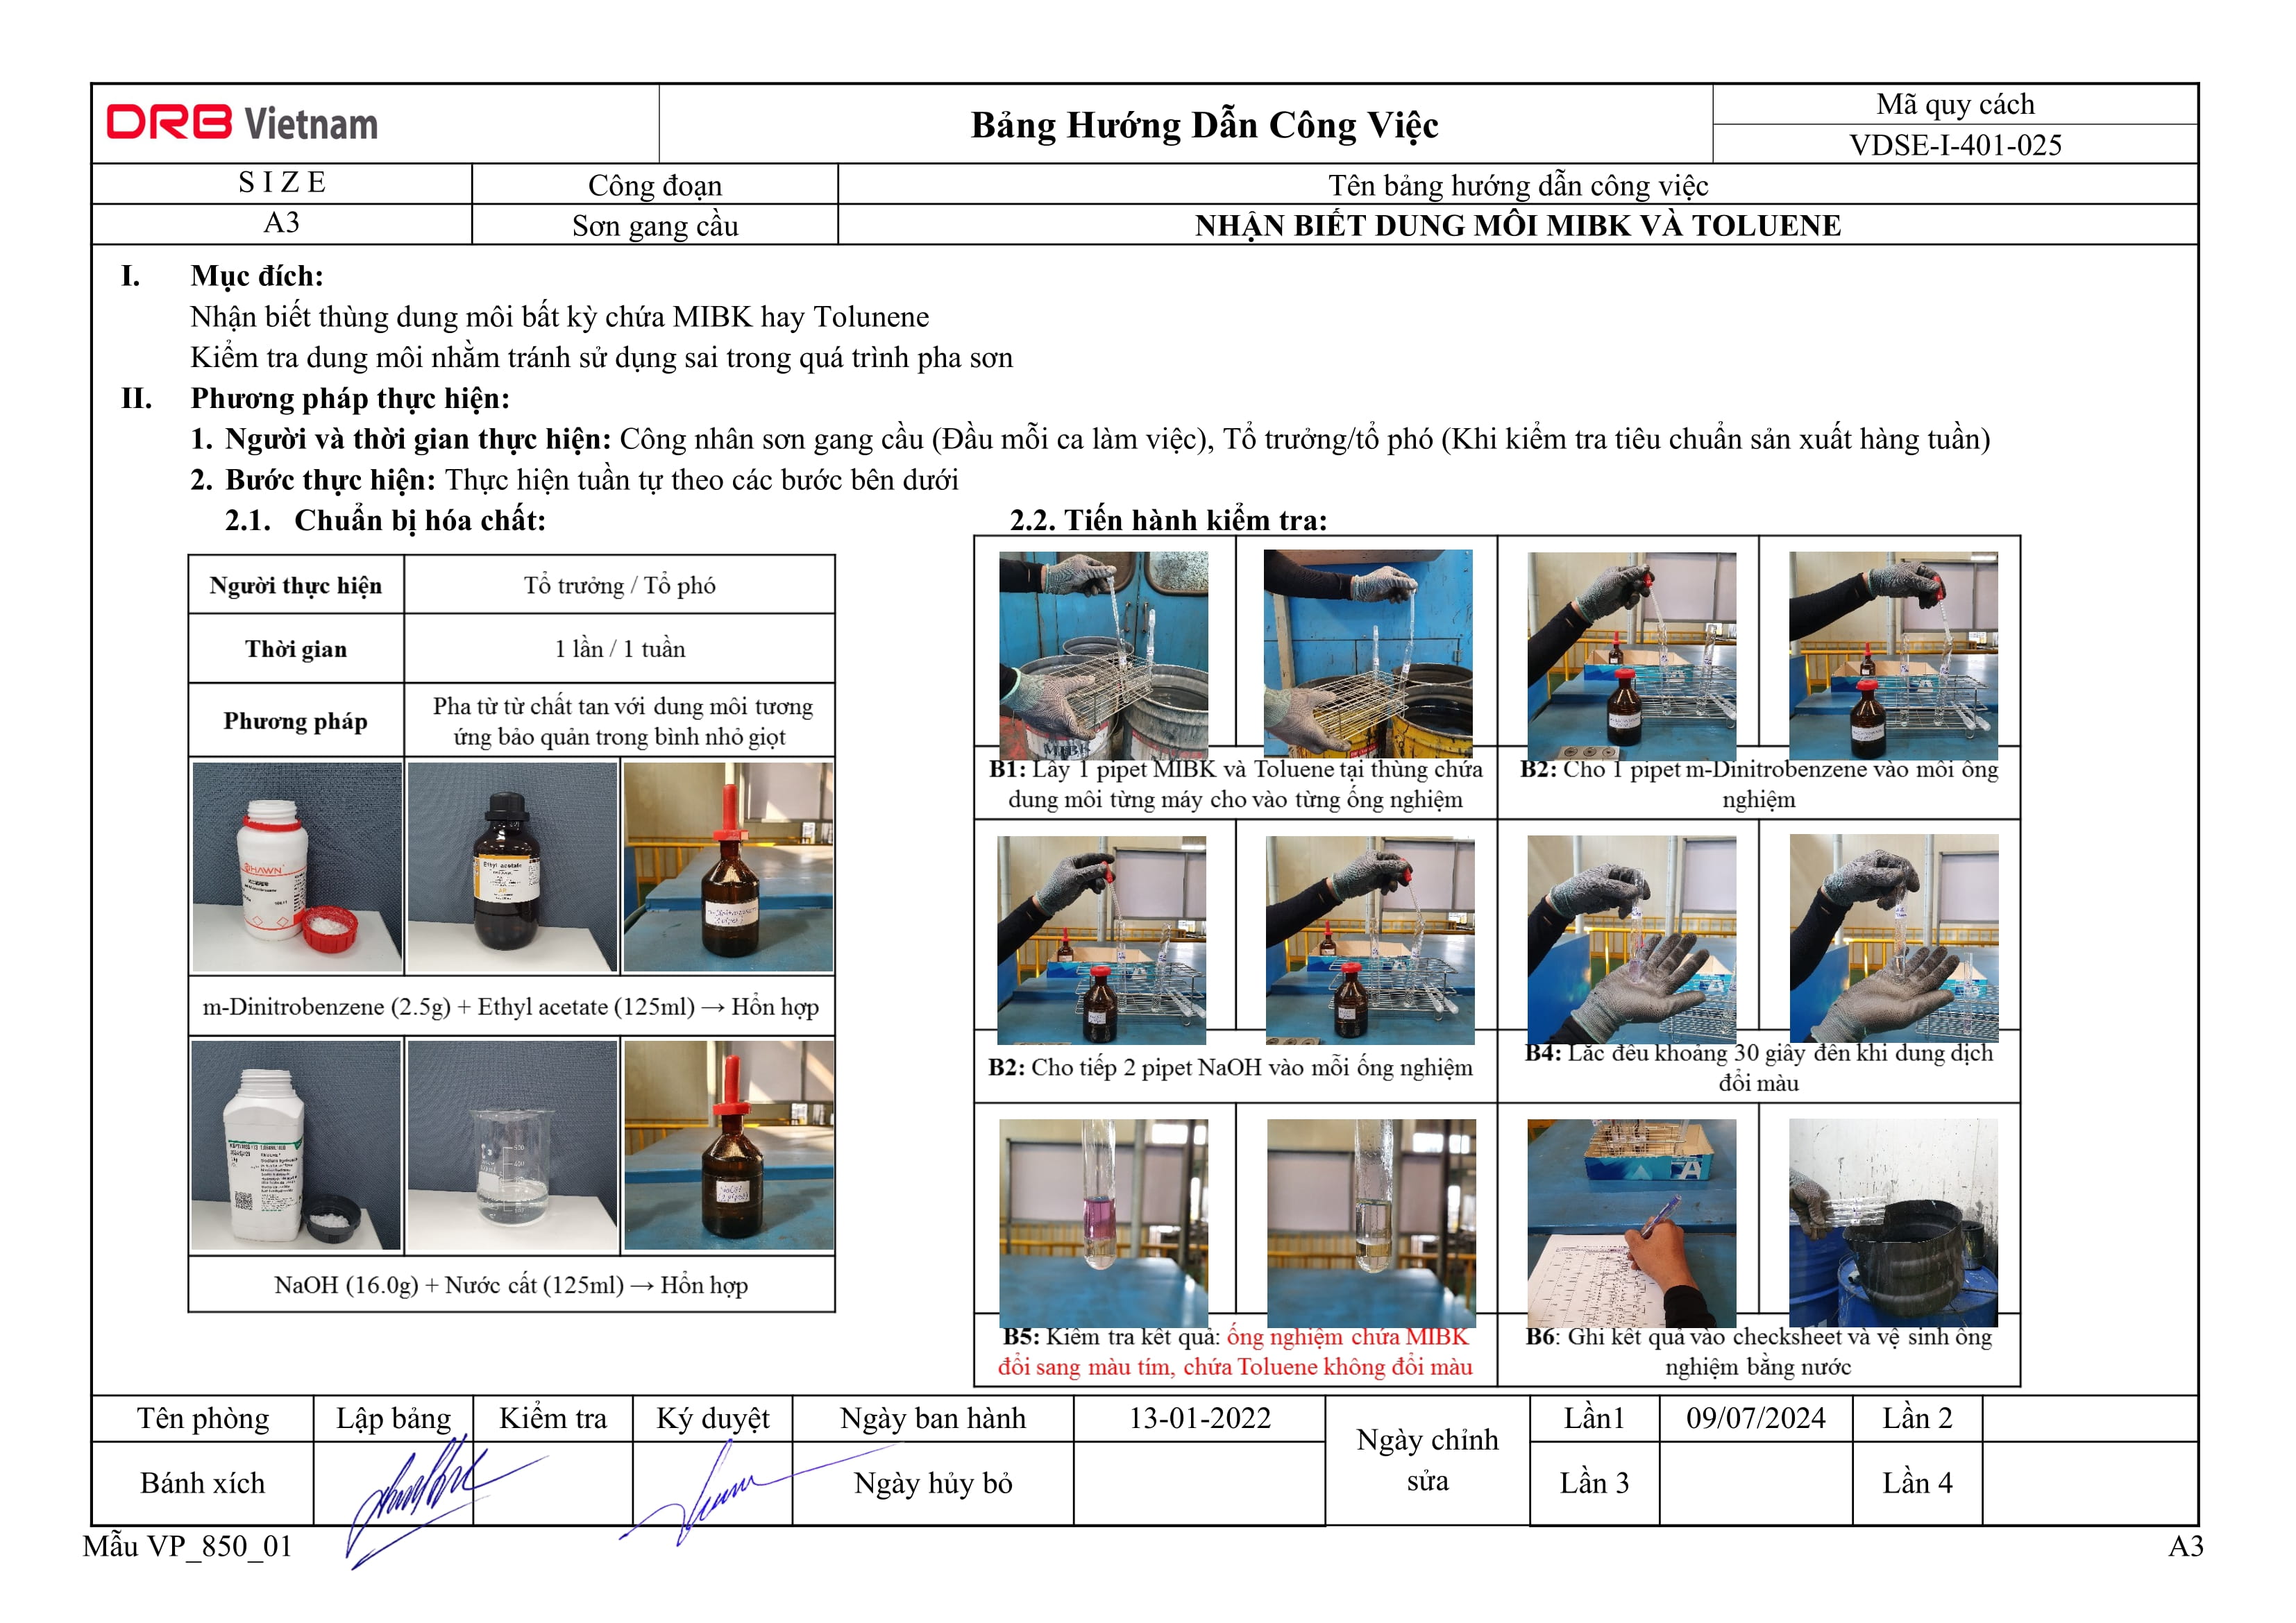 DRB Vietnam
Bảng Hướng Dẫn Công Việc
Mã quy cách
VDSE-I-401-025
S I Z E
Công đoạn
Tên bảng hướng dẫn công việc
A3
Sơn gang cầu
NHẬN BIẾT DUNG MÔI MIBK VÀ TOLUENE
I. Mục đích:
Nhận biết thùng dung môi bất kỳ chứa MIBK hay Tolunene
Kiểm tra dung môi nhằm tránh sử dụng sai trong quá trình pha sơn
II. Phương pháp thực hiện:
1. Người và thời gian thực hiện: Công nhân sơn gang cầu (Đầu mỗi ca làm việc), Tổ trưởng/tổ phó (Khi kiểm tra tiêu chuẩn sản xuất hàng tuần)
2. Bước thực hiện: Thực hiện tuần tự theo các bước bên dưới
2.1. Chuẩn bị hóa chất:
Người thực hiện
Tổ trưởng / Tổ phó
Thời gian
1 lần / 1 tuần
Phương pháp
Pha từ từ chất tan với dung môi tương
ứng bảo quản trong bình nhỏ giọt
Ethyl acetate
m-Dinitrobenzene (2.5g) + Ethyl acetate (125ml) → Hổn hợp
NaOH (16.0g) + Nước cất (125ml) → Hổn hợp
2.2. Tiến hành kiểm tra:
MIBK
B1: Lấy 1 pipet MIBK và Toluene tại thùng chứa
dung môi từng máy cho vào từng ống nghiệm
B2: Cho 1 pipet m-Dinitrobenzene vào mỗi ống
nghiệm
B2: Cho tiếp 2 pipet NaOH vào mỗi ống nghiệm
B4: Lắc đều khoảng 30 giây đến khi dung dịch
đổi màu
B5: Kiểm tra kết quả: ống nghiệm chứa MIBK
đổi sang màu tím, chứa Toluene không đổi màu
B6: Ghi kết quả vào checksheet và vệ sinh ống
nghiệm bằng nước
Tên phòng
Lập bảng
Kiểm tra
Ký duyệt
Ngày ban hành
13-01-2022
Ngày chỉnh
sửa
Lần1
09/07/2024
Lần 2
Bánh xích
Ngày hủy bỏ
Lần 3
Lần 4
Mẫu VP_850_01
A3